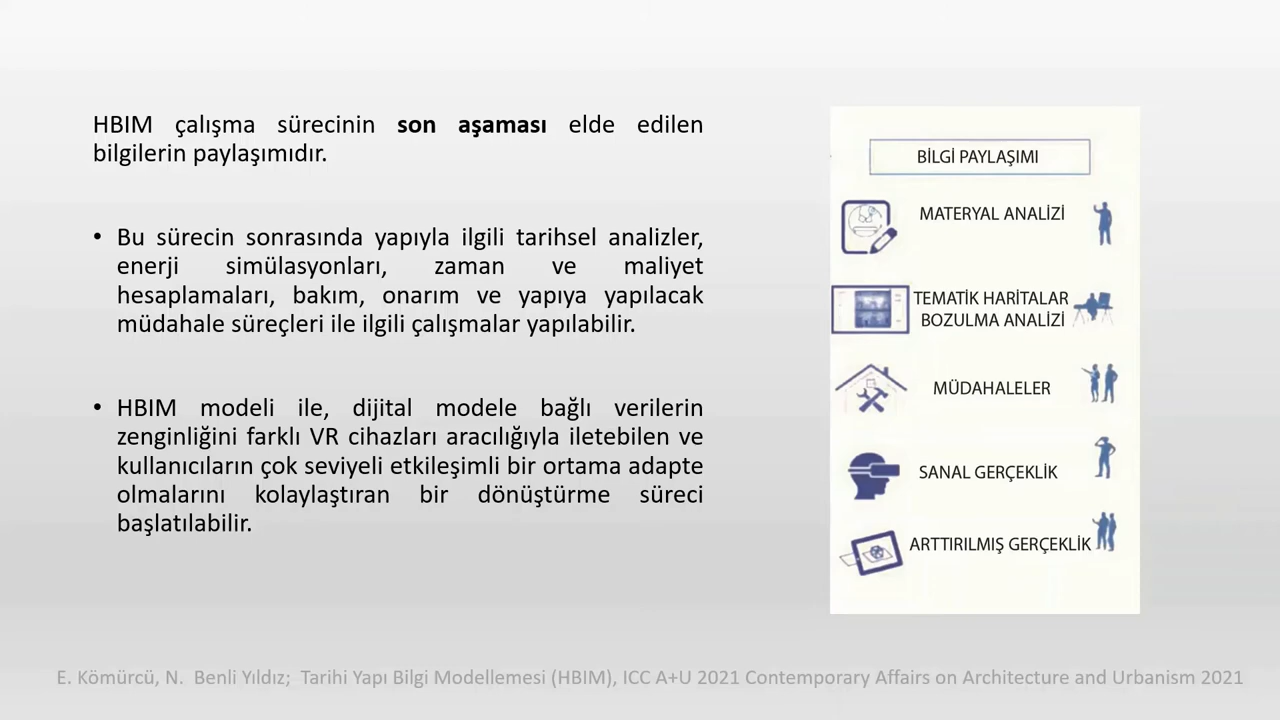 HBIM çalışma sürecinin son aşaması elde edilen
bilgilerin paylaşımıdır.
• Bu sürecin sonrasında yapıyla ilgili tarihsel analizler,
enerji simülasyonları, zaman ve maliyet
hesaplamaları, bakım, onarım ve yapıya yapılacak
müdahale süreçleri ile ilgili çalışmalar yapılabilir.
• HBIM modeli ile, dijital modele bağlı verilerin
zenginliğini farklı VR cihazları aracılığıyla iletebilen ve
kullanıcıların çok seviyeli etkileşimli bir ortama adapte
olmalarını kolaylaştıran bir dönüştürme süreci
başlatılabilir.
BİLGİ PAYLAŞIMI
MATERYAL ANALİZİ
TEMATİK HARİTALAR
BOZULMA ANALİZİ
MÜDAHALELER
SANAL GERÇEKLİK
ARTTIRILMIŞ GERÇEKLİK
E. Kömürcü, N. Benli Yıldız; Tarihi Yapı Bilgi Modellemesi (HBIM), ICC A+U 2021 Contemporary Affairs on Architecture and Urbanism 2021